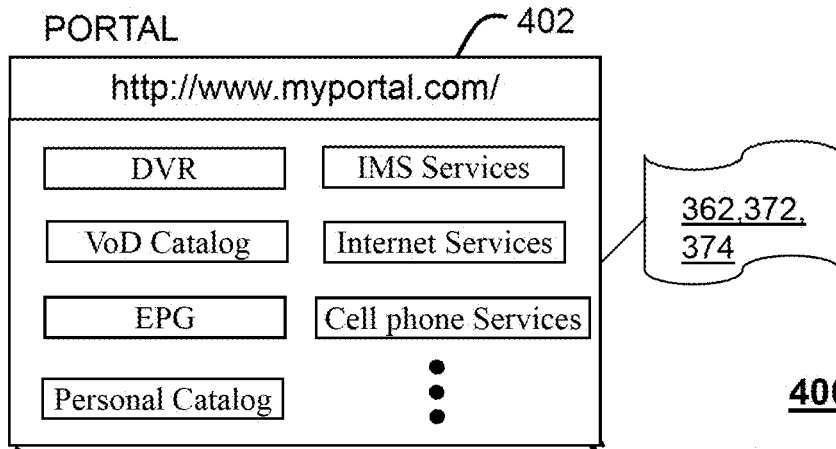 PORTAL
402
http://www.myportal.com/
DVR
IMS Services
VoD Catalog
Internet Services
EPG
Cell phone Services
Personal Catalog
362,372,
374
400